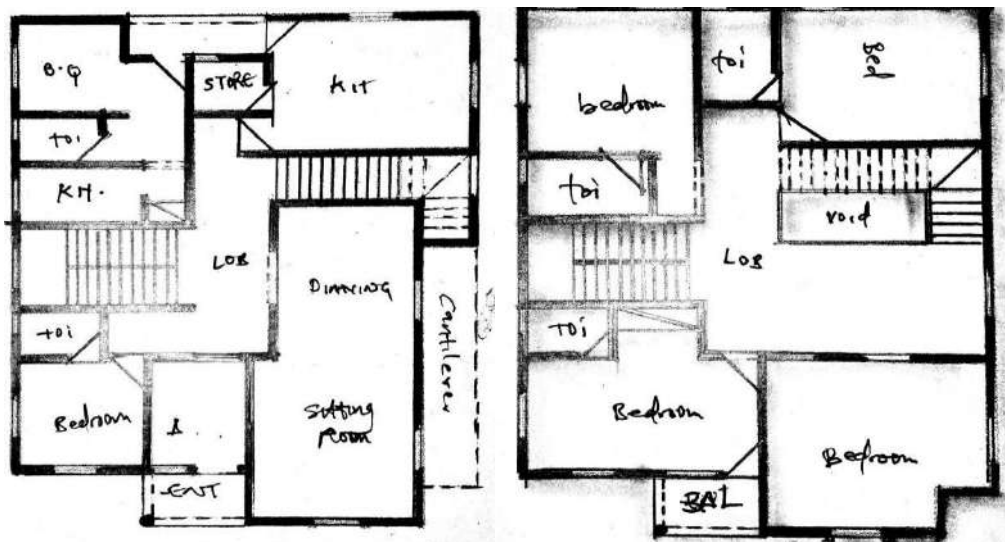 B.Q
STORE
KIT
toi
KH.
LOB
DINNING
toi
Cantilever
Bedroom
Sitting
Room
ENT
bedroom
toi
Bed
toi
void
LOB
TOi
Bedroom
Bedroom
BAL